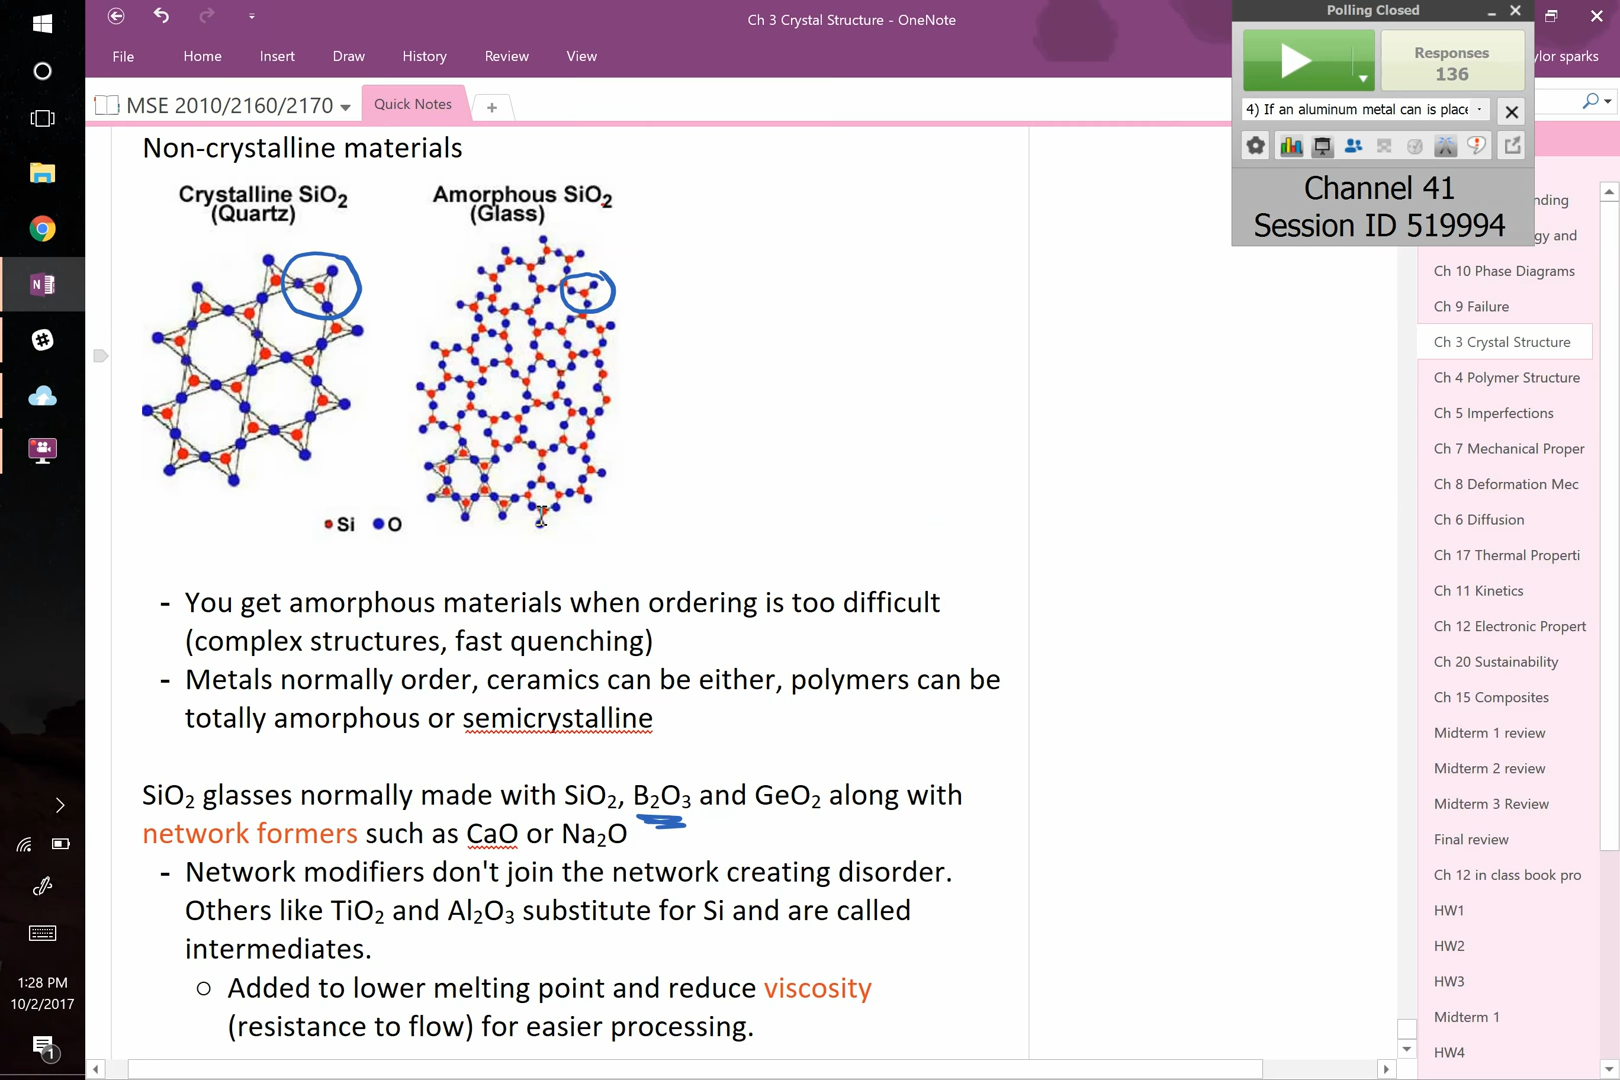 Ch 3 Crystal Structure - OneNote
Polling Closed
File
Home
Insert
Draw
History
Review
View
Responses
136
ylor sparks
MSE 2010/2160/2170
Quick Notes
+
4) If an aluminum metal can is place
Channel 41
Session ID 519994
Non-crystalline materials
Crystalline SiO2
(Quartz)
Amorphous SiO2
(Glass)
Si
O
- You get amorphous materials when ordering is too difficult
(complex structures, fast quenching)
- Metals normally order, ceramics can be either, polymers can be
totally amorphous or semicrystalline
SiO2 glasses normally made with SiO2, B2O3 and GeO2 along with
network formers such as CaO or Na2O
- Network modifiers don't join the network creating disorder.
Others like TiO2 and Al2O3 substitute for Si and are called
intermediates.
○ Added to lower melting point and reduce viscosity
(resistance to flow) for easier processing.
nding
gy and
Ch 10 Phase Diagrams
Ch 9 Failure
Ch 3 Crystal Structure
Ch 4 Polymer Structure
Ch 5 Imperfections
Ch 7 Mechanical Proper
Ch 8 Deformation Mec
Ch 6 Diffusion
Ch 17 Thermal Properti
Ch 11 Kinetics
Ch 12 Electronic Propert
Ch 20 Sustainability
Ch 15 Composites
Midterm 1 review
Midterm 2 review
Midterm 3 Review
Final review
Ch 12 in class book pro
HW1
HW2
HW3
Midterm 1
HW4
N
1:28 PM
10/2/2017
1